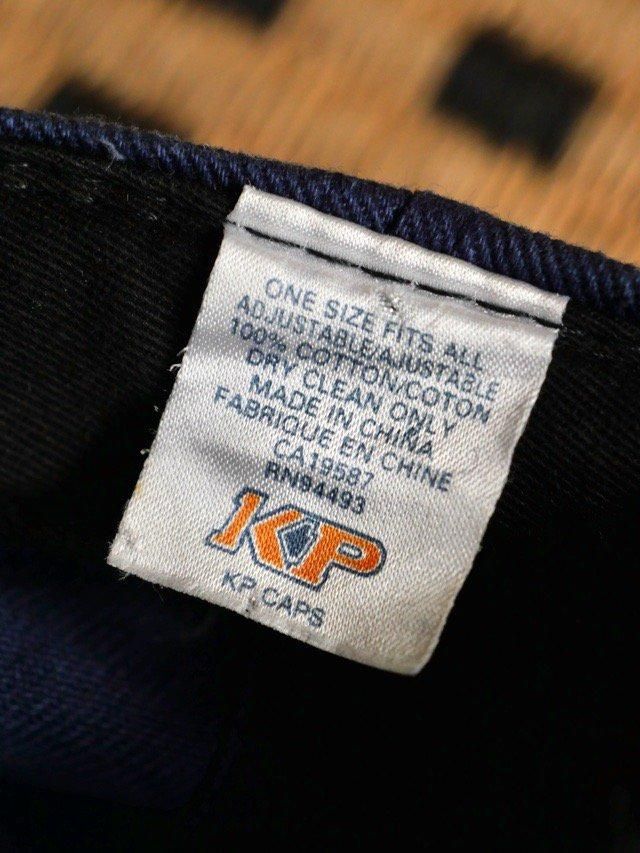 ONE SIZE FITS ALL
ADJUSTABLE/AJUSTABLE
100% COTTON/COTON
DRY CLEAN ONLY
MADE IN CHINA
FABRIQUE EN CHINE
CA19587
RN94493
KP
KP CAPS